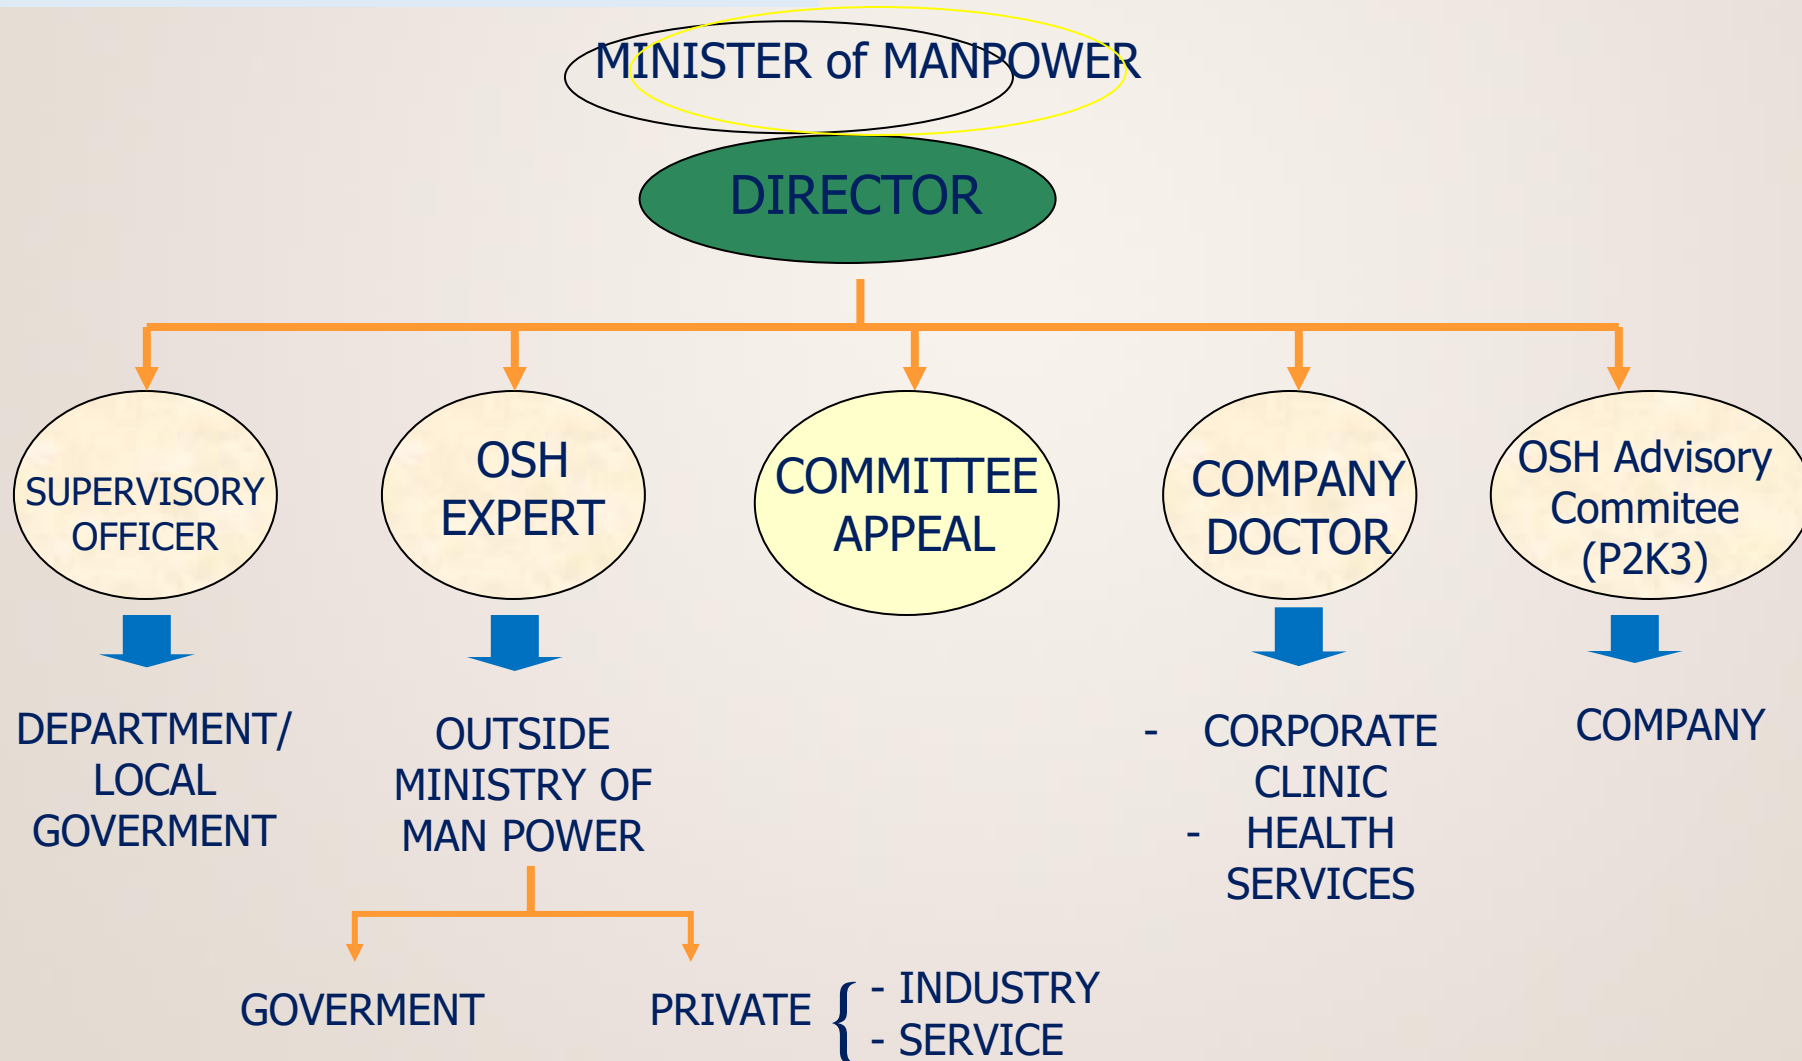 MINISTER of MANPOWER
DIRECTOR
SUPERVISORY
OFFICER
OSH
EXPERT
COMMITTEE
APPEAL
COMPANY
DOCTOR
OSH Advisory
Commitee
(P2K3)
DEPARTMENT/
LOCAL
GOVERMENT
OUTSIDE
MINISTRY OF
MAN POWER
- CORPORATE
CLINIC
- HEALTH
SERVICES
COMPANY
GOVERMENT
PRIVATE {
- INDUSTRY
- SERVICE